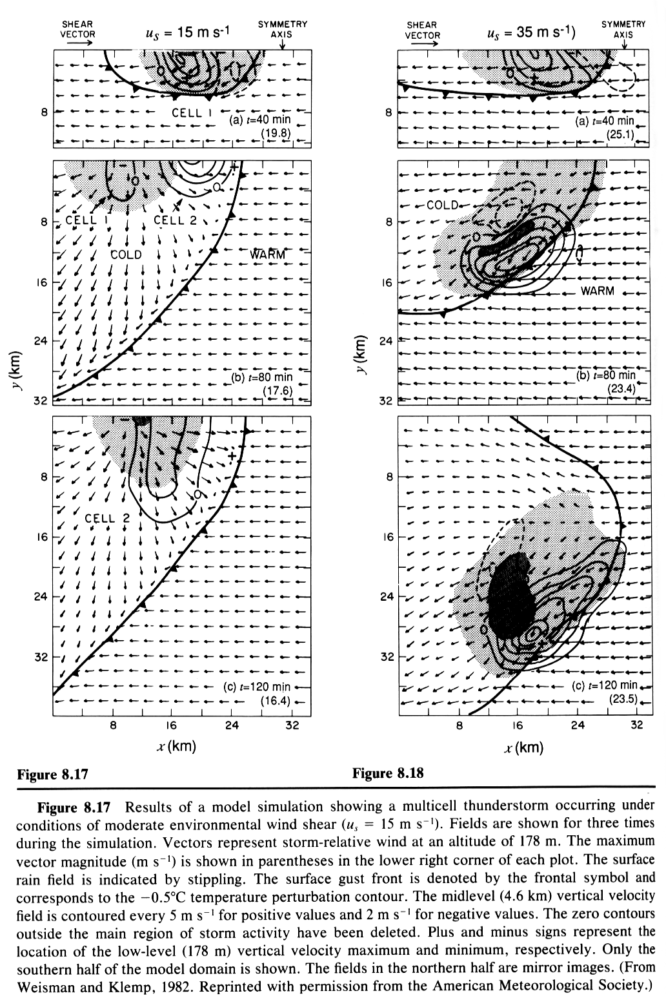 SHEAR
VECTOR
u_s = 15 m s⁻¹
SYMMETRY
AXIS
0
+
8
CELL 1
(a) t=40 min
(19.8)
−
+
0
0
CELL 1
CELL 2
8
COLD
WARM
16
24
(b) t=80 min
(17.6)
32
y (km)
−
+
8
0
CELL 2
16
24
32
(c) t=120 min
(16.4)
8 16 24 32
x (km)
SHEAR
VECTOR
u_s = 35 m s⁻¹)
SYMMETRY
AXIS
0
+
8
(a) t=40 min
(25.1)
COLD
−
8
0
16
WARM
24
(b) t=80 min
(23.4)
32
y (km)
8
16
24
0
+
32
(c) t=120 min
(23.5)
8 16 24 32
x (km)
Figure 8.17 Figure 8.18
Figure 8.17 Results of a model simulation showing a multicell thunderstorm occurring under
conditions of moderate environmental wind shear (u_s = 15 m s⁻¹). Fields are shown for three times
during the simulation. Vectors represent storm-relative wind at an altitude of 178 m. The maximum
vector magnitude (m s⁻¹) is shown in parentheses in the lower right corner of each plot. The surface
rain field is indicated by stippling. The surface gust front is denoted by the frontal symbol and
corresponds to the −0.5°C temperature perturbation contour. The midlevel (4.6 km) vertical velocity
field is contoured every 5 m s⁻¹ for positive values and 2 m s⁻¹ for negative values. The zero contours
outside the main region of storm activity have been deleted. Plus and minus signs represent the
location of the low-level (178 m) vertical velocity maximum and minimum, respectively. Only the
southern half of the model domain is shown. The fields in the northern half are mirror images. (From
Weisman and Klemp, 1982. Reprinted with permission from the American Meteorological Society.)